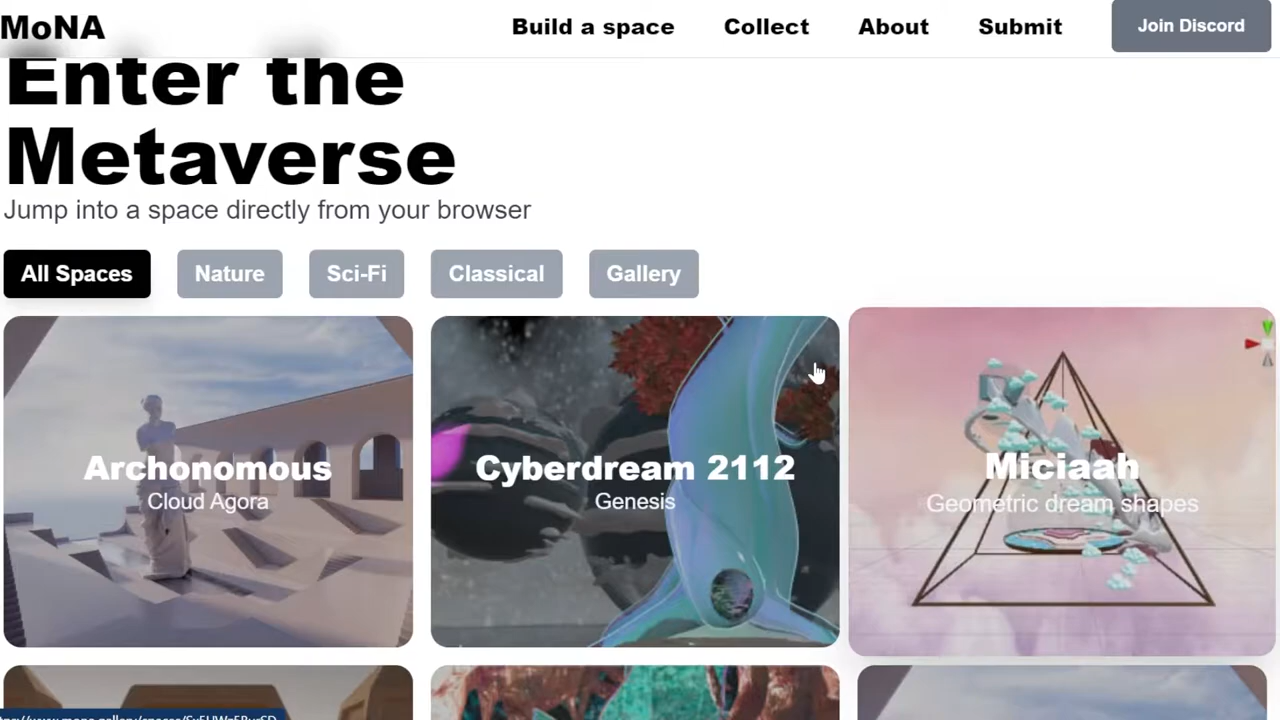 MoNA
Build a space
Collect
About
Submit
Join Discord
Enter the
Metaverse
Jump into a space directly from your browser
All Spaces
Nature
Sci-Fi
Classical
Gallery
Archonomous
Cloud Agora
Cyberdream 2112
Genesis
Miciaah
Geometric dream shapes